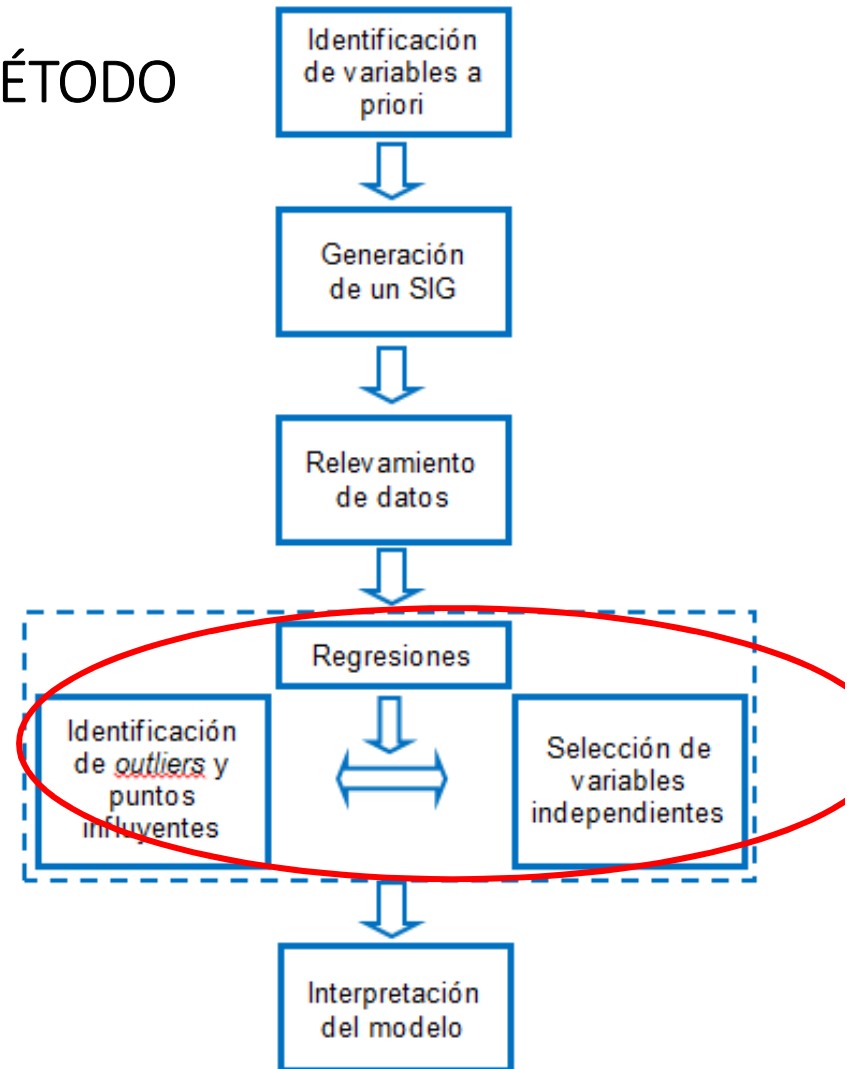 ÉTODO
Identificación
de variables a
priori
Generación
de un SIG
Relevamiento
de datos
Regresiones
Identificación
de outliers y
puntos
influyentes
Selección de
variables
independientes
Interpretación
del modelo